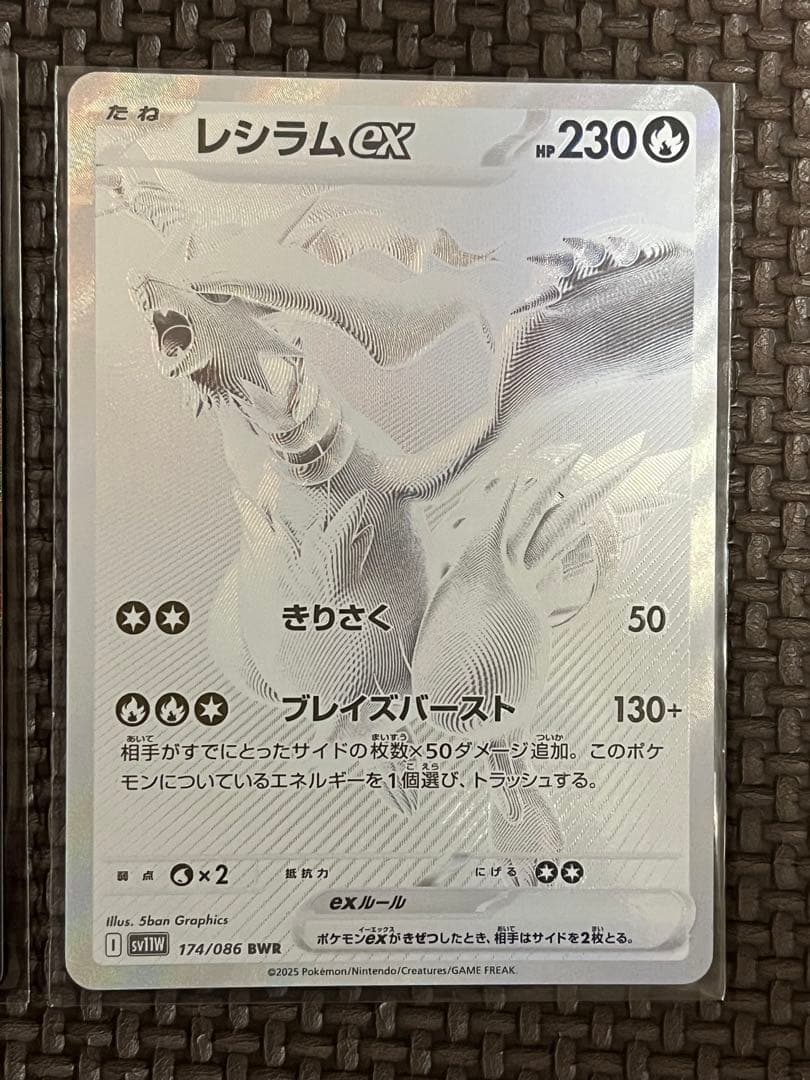 たね
レシラムex
HP 230
きりさく 50
ブレイズバースト 130+
相手がすでにとったサイドの枚数×50ダメージ追加。このポケ
モンについているエネルギーを1個選び、トラッシュする。
弱点 ×2 抵抗力 にげる
exルール
ポケモンexがきぜつしたとき、相手はサイドを2枚とる。
Illus. 5ban Graphics
I sv11W 174/086 BWR
©2025 Pokémon/Nintendo/Creatures/GAME FREAK.